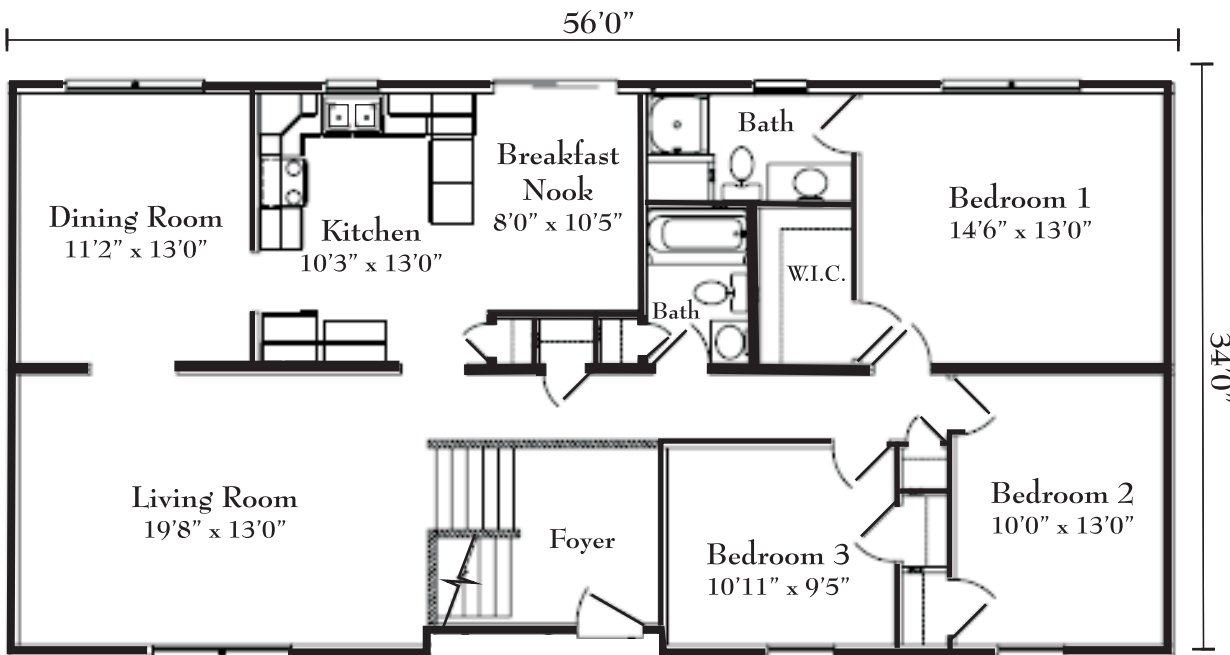 56’0”
Bath
Breakfast
Nook
8’0” x 10’5”
Bedroom 1
14’6” x 13’0”
Dining Room
11’2” x 13’0”
Kitchen
10’3” x 13’0”
W.I.C.
Bath
34’0”
Living Room
19’8” x 13’0”
Foyer
Bedroom 3
10’11” x 9’5”
Bedroom 2
10’0” x 13’0”